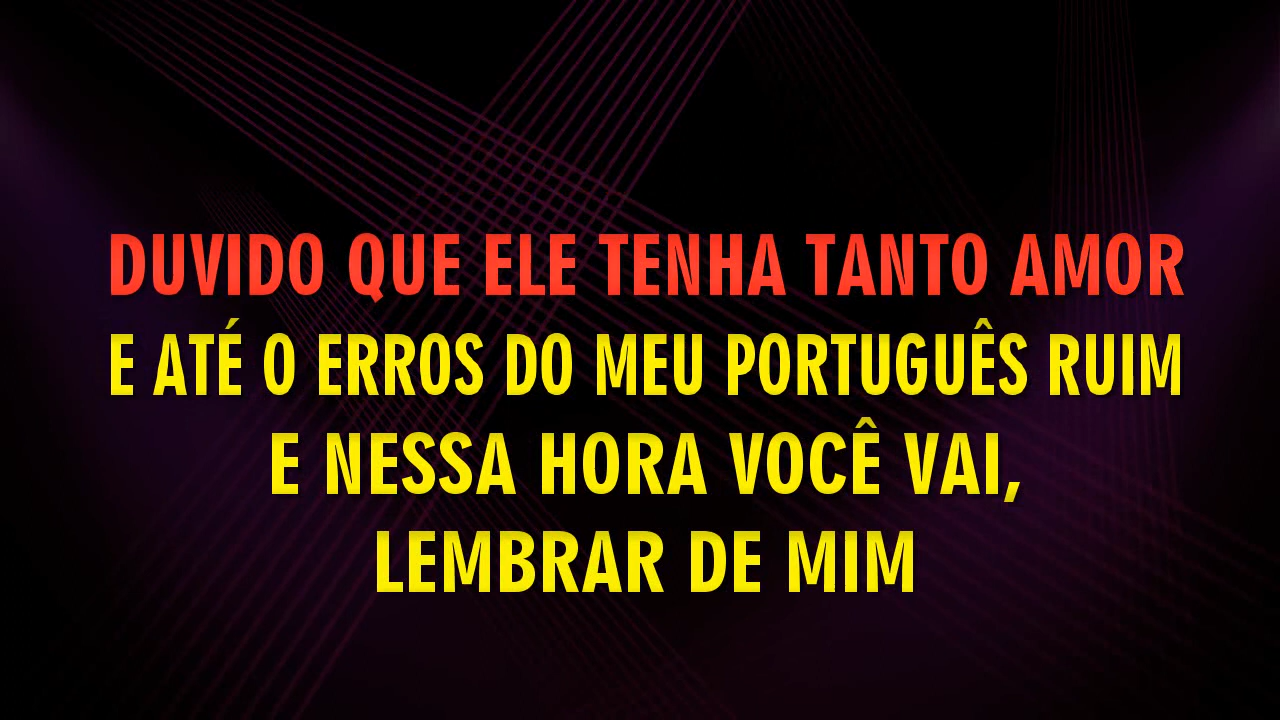 DUVIDO QUE ELE TENHA TANTO AMOR
E ATÉ O ERROS DO MEU PORTUGUÊS RUIM
E NESSA HORA VOCÊ VAI,
LEMBRAR DE MIM